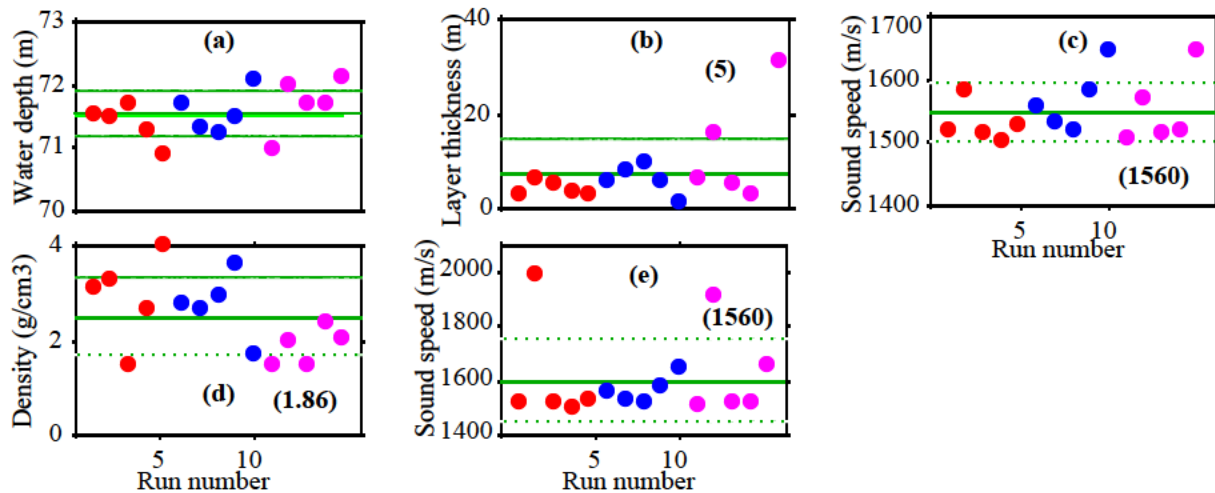 Water depth (m)
73
72
71
70
(a)
Layer thickness (m)
40
20
0
(b)
(5)
Sound speed (m/s)
1700
1600
1500
1400
(c)
(1560)
5
10
Run number
Density (g/cm3)
4
2
0
(d)
(1.86)
5
10
Run number
Sound speed (m/s)
2000
1800
1600
1400
(e)
(1560)
5
10
Run number